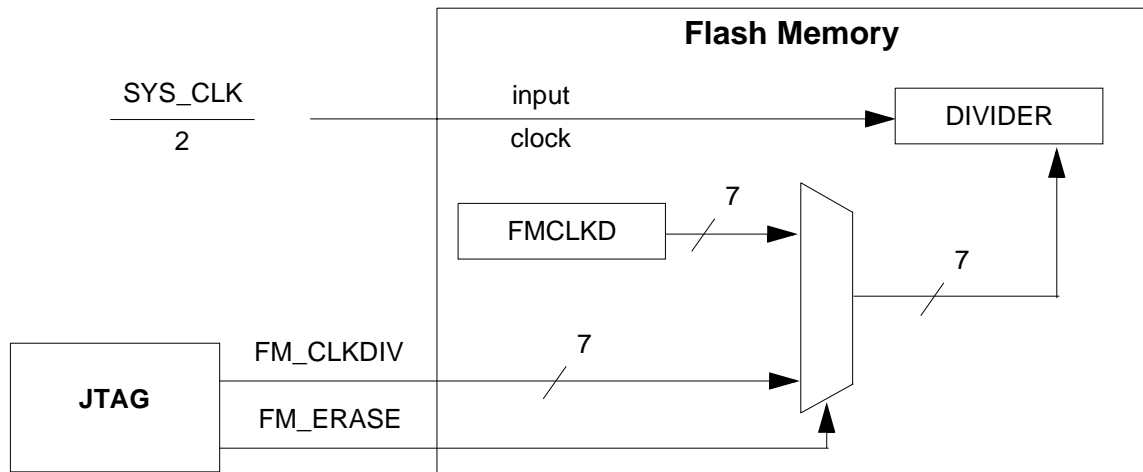 Flash Memory
SYS_CLK
2
input
clock
DIVIDER
FMCLKD
7
7
FM_CLKDIV
7
JTAG
FM_ERASE